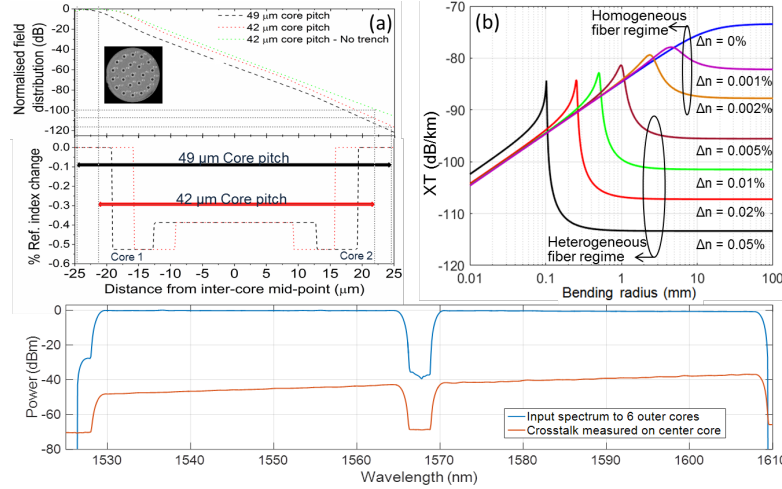 (a)
49 μm core pitch
42 μm core pitch
42 μm core pitch - No trench
Normalised field
distribution (dB)
0
-20
-40
-60
-80
-100
-120
49 μm Core pitch
42 μm Core pitch
Core 1
Core 2
% Ref. index change
0.0
-0.1
-0.2
-0.3
-0.4
-0.5
-0.6
-25 -20 -15 -10 -5 0 5 10 15 20 25
Distance from inter-core mid-point (μm)
(b)
Homogeneous
fiber regime
Δn = 0%
Δn = 0.001%
Δn = 0.002%
Δn = 0.005%
Δn = 0.01%
Δn = 0.02%
Δn = 0.05%
Heterogeneous
fiber regime
XT (dB/km)
-70
-80
-90
-100
-110
-120
0.01 0.1 1 10 100
Bending radius (mm)
Power (dBm)
0
-20
-40
-60
-80
Input spectrum to 6 outer cores
Crosstalk measured on center core
1530 1540 1550 1560 1570 1580 1590 1600 1610
Wavelength (nm)